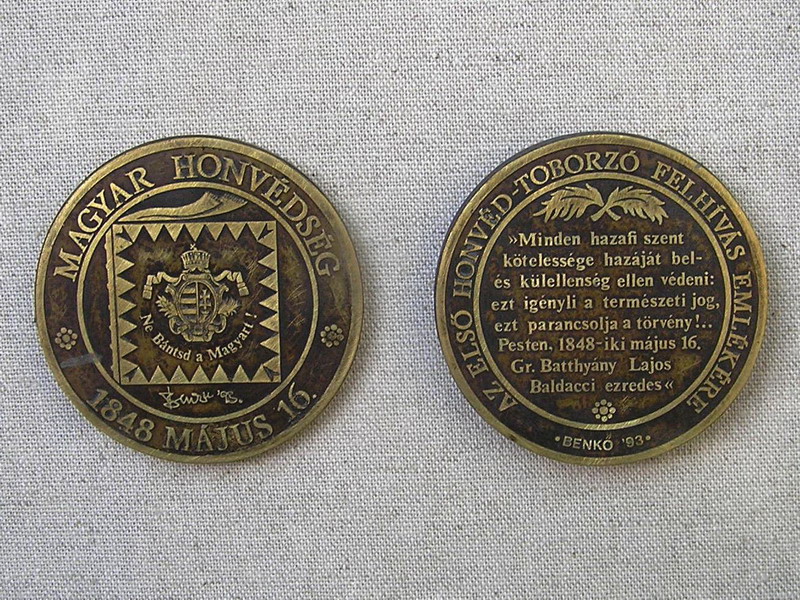 MAGYAR HONVÉDSÉG
Ne Bántsd a Magyart!
Benkő '93.
1848 MÁJUS 16.
AZ ELSŐ HONVÉD-TOBORZÓ FELHÍVÁS EMLÉKÉRE
»Minden hazafi szent
kötelessége hazáját bel-
és külellenség ellen védeni:
ezt igényli a természeti jog,
ezt parancsolja a törvény!..
Pesten, 1848-iki május 16.
Gr. Batthyány Lajos
Baldacci ezredes«
•BENKŐ '93•